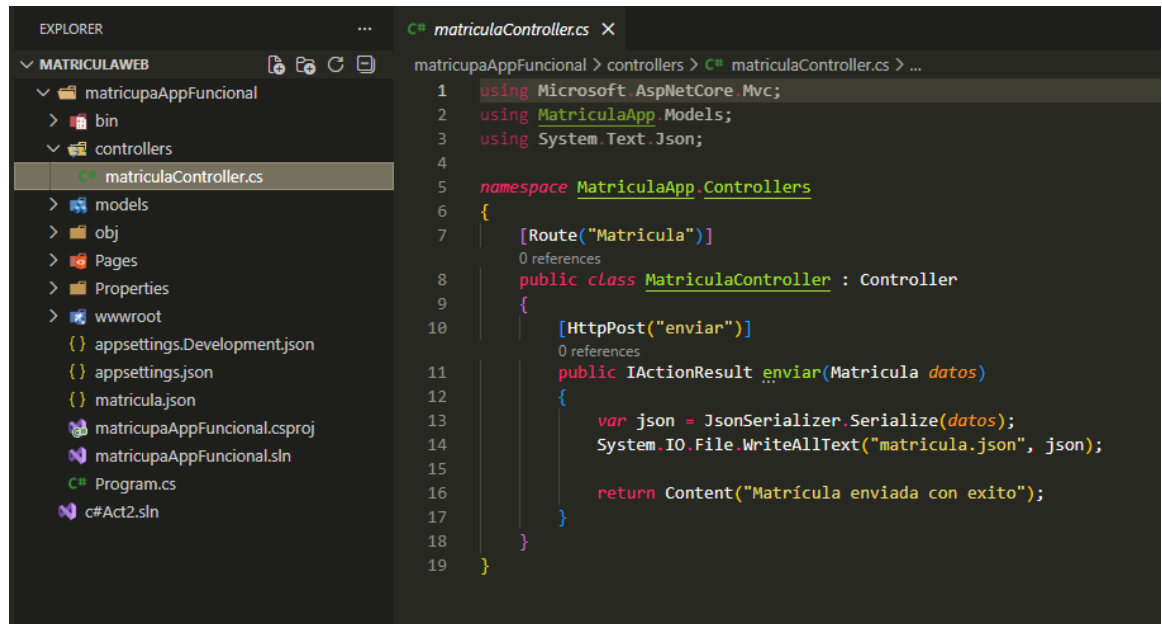 EXPLORER
MATRICULAWEB
matricupaAppFuncional
bin
controllers
C# matriculaController.cs
models
obj
Pages
Properties
wwwroot
{} appsettings.Development.json
{} appsettings.json
{} matricula.json
matricupaAppFuncional.csproj
matricupaAppFuncional.sln
C# Program.cs
c#Act2.sln
C# matriculaController.cs
matricupaAppFuncional > controllers > C# matriculaController.cs > ...
1 using Microsoft.AspNetCore.Mvc;
2 using MatriculaApp.Models;
3 using System.Text.Json;
4
5 namespace MatriculaApp.Controllers
6 {
7 [Route("Matricula")]
0 references
8 public class MatriculaController : Controller
9 {
10 [HttpPost("enviar")]
0 references
11 public IActionResult enviar(Matricula datos)
12 {
13 var json = JsonSerializer.Serialize(datos);
14 System.IO.File.WriteAllText("matricula.json", json);
15
16 return Content("Matrícula enviada con exito");
17 }
18 }
19 }